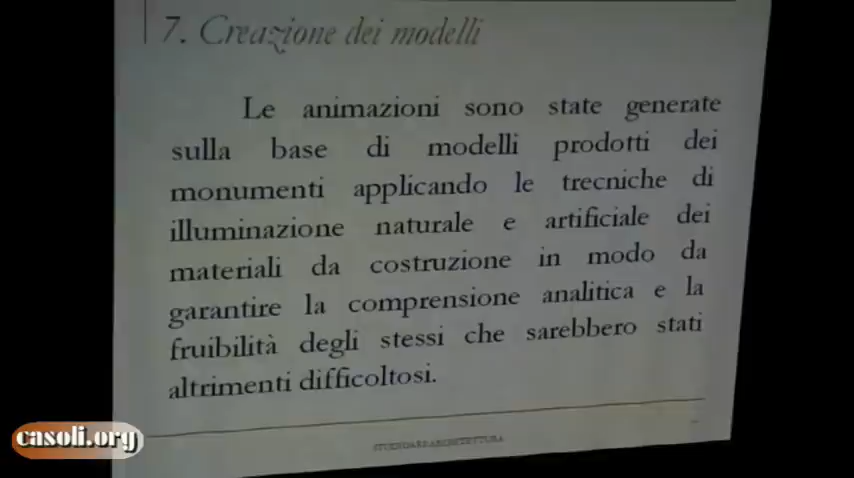 7. Creazione dei modelli
Le animazioni sono state generate
sulla base di modelli prodotti dei
monumenti applicando le trecniche di
illuminazione naturale e artificiale dei
materiali da costruzione in modo da
garantire la comprensione analitica e la
fruibilità degli stessi che sarebbero stati
altrimenti difficoltosi.
casoli.org